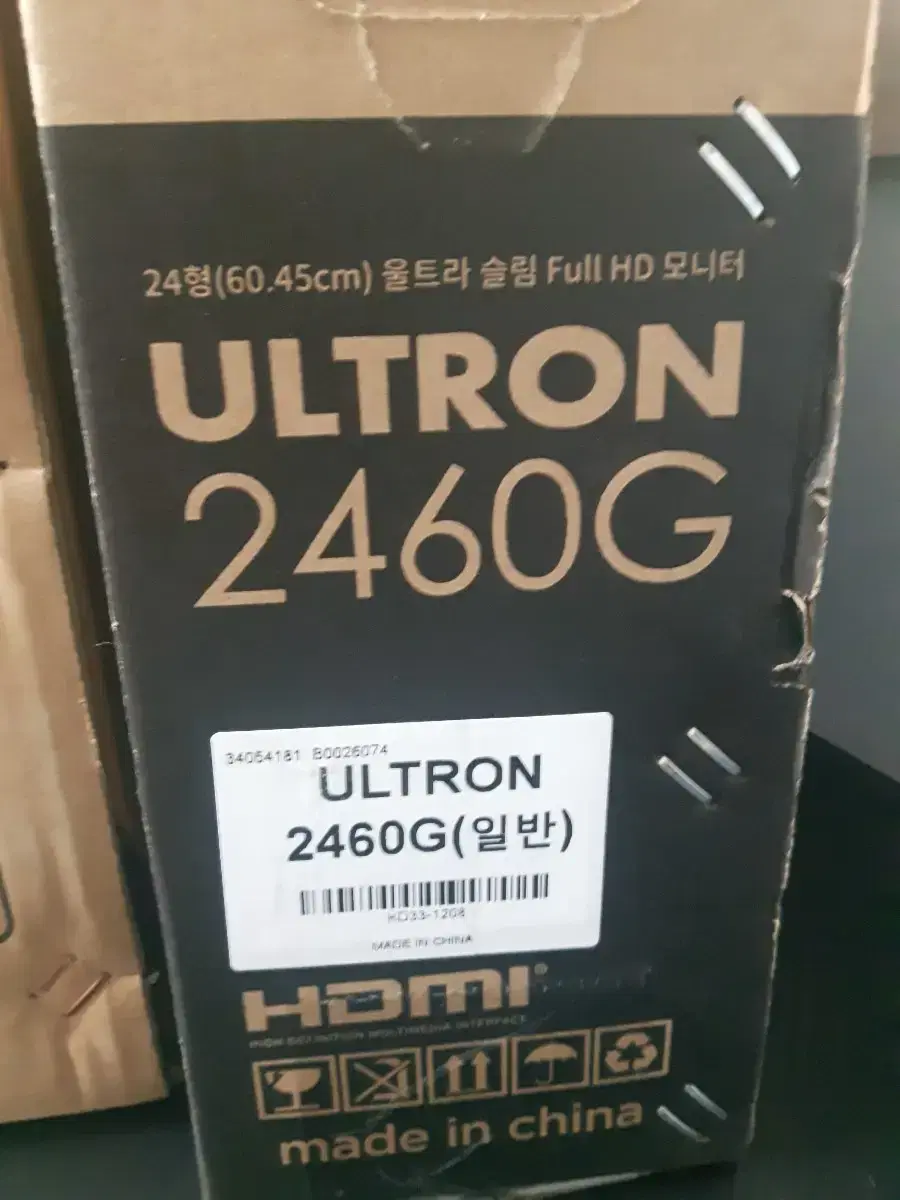 24형(60.45cm) 울트라 슬림 Full HD 모니터
ULTRON
2460G
34054181 B0026074
ULTRON
2460G(일반)
KD33-1208
MADE IN CHINA
HDMI®
HIGH-DEFINITION MULTIMEDIA INTERFACE
made in china